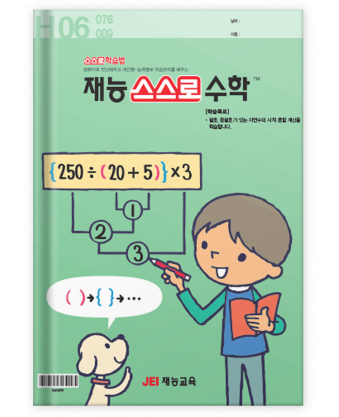 H 06 076
089
날짜 :
이름 :
스스로학습법
재능 스스로 수학 TM
[학습목표]
• 괄호, 중괄호가 있는 자연수의 사칙 혼합 계산을
학습합니다.
{250÷(20+5)}×3
①
②
③
( )→{ }→···
JEI 재능교육